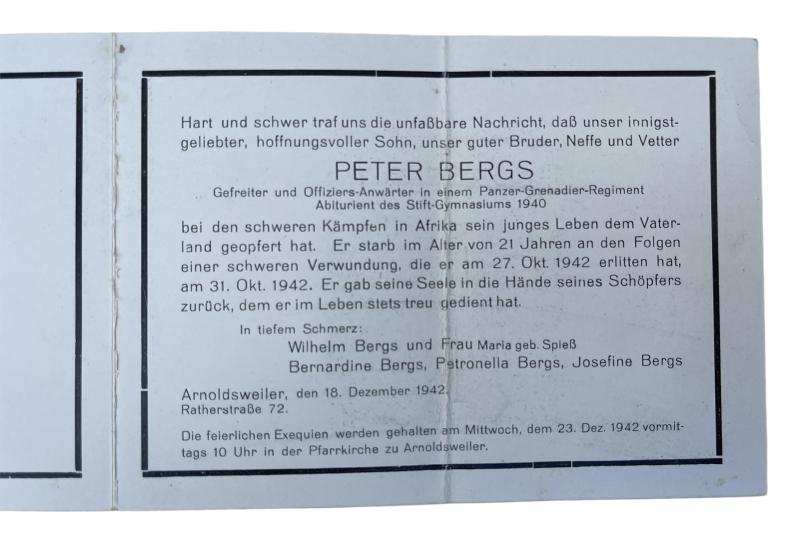 Hart und schwer traf uns die unfaßbare Nachricht, daß unser innigst-
geliebter, hoffnungsvoller Sohn, unser guter Bruder, Neffe und Vetter
PETER BERGS
Gefreiter und Offiziers-Anwärter in einem Panzer-Grenadier-Regiment
Abiturient des Stift-Gymnasiums 1940
bei den schweren Kämpfen in Afrika sein junges Leben dem Vater-
land geopfert hat. Er starb im Alter von 21 Jahren an den Folgen
einer schweren Verwundung, die er am 27. Okt. 1942 erlitten hat,
am 31. Okt. 1942. Er gab seine Seele in die Hände seines Schöpfers
zurück, dem er im Leben stets treu gedient hat.
In tiefem Schmerz:
Wilhelm Bergs und Frau Maria geb. Spieß
Bernardine Bergs, Petronella Bergs, Josefine Bergs
Arnoldsweiler, den 18. Dezember 1942.
Ratherstraße 72.
Die feierlichen Exequien werden gehalten am Mittwoch, dem 23. Dez. 1942 vormit-
tags 10 Uhr in der Pfarrkirche zu Arnoldsweiler.